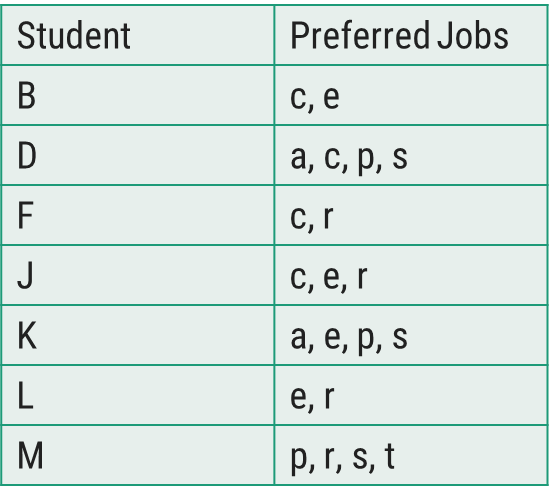 Student Preferred Jobs
B c, e
D a, c, p, s
F c, r
J c, e, r
K a, e, p, s
L e, r
M p, r, s, t